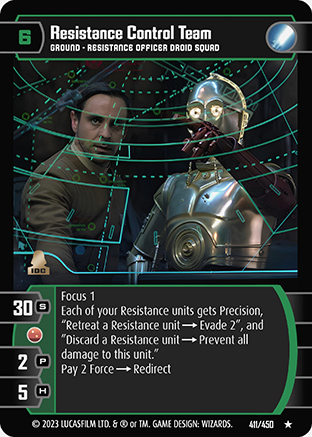 6
Resistance Control Team
GROUND - RESISTANCE OFFICER DROID SQUAD
IDC
30 S
Focus 1
Each of your Resistance units gets Precision,
“Retreat a Resistance unit → Evade 2”, and
“Discard a Resistance unit → Prevent all
damage to this unit.”
Pay 2 Force → Redirect
2 P
5 H
© 2023 LUCASFILM LTD. & ® OR TM. GAME DESIGN: WIZARDS.
411/450 ★